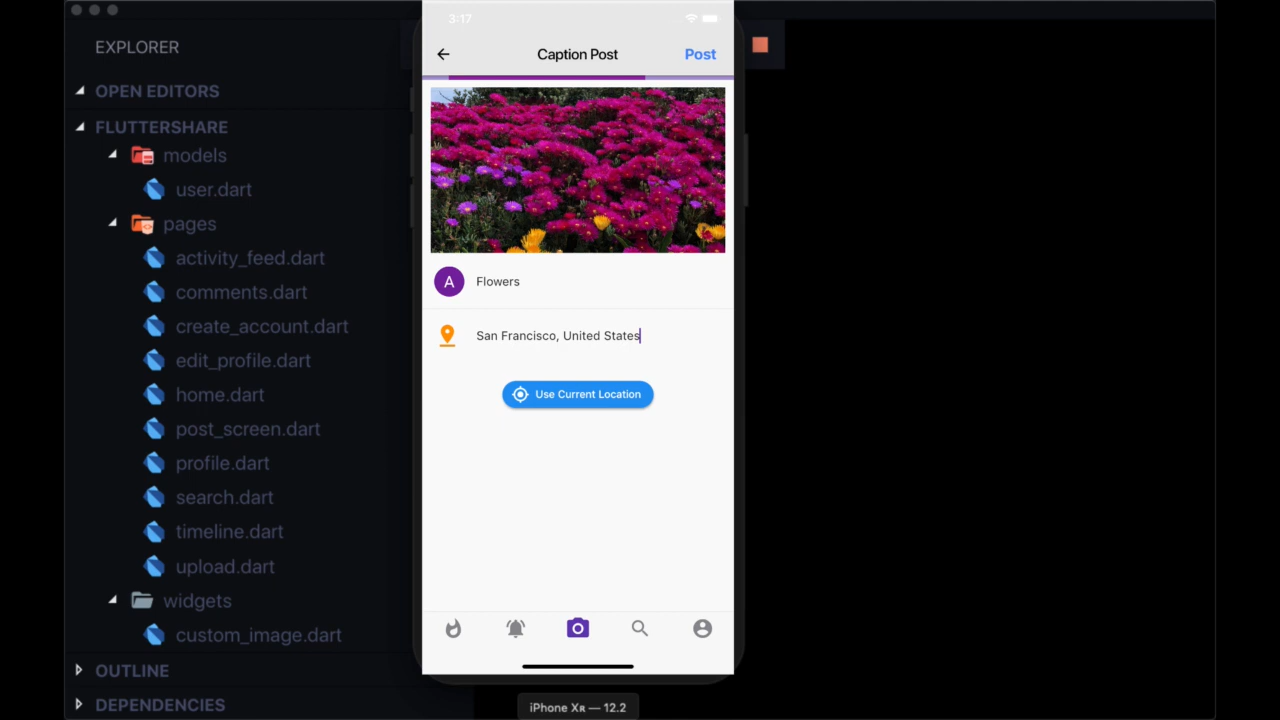 EXPLORER
OPEN EDITORS
FLUTTERSHARE
models
user.dart
pages
activity_feed.dart
comments.dart
create_account.dart
edit_profile.dart
home.dart
post_screen.dart
profile.dart
search.dart
timeline.dart
upload.dart
widgets
custom_image.dart
OUTLINE
DEPENDENCIES
3:17
Caption Post
Post
A
Flowers
San Francisco, United States
Use Current Location
iPhone Xʀ — 12.2